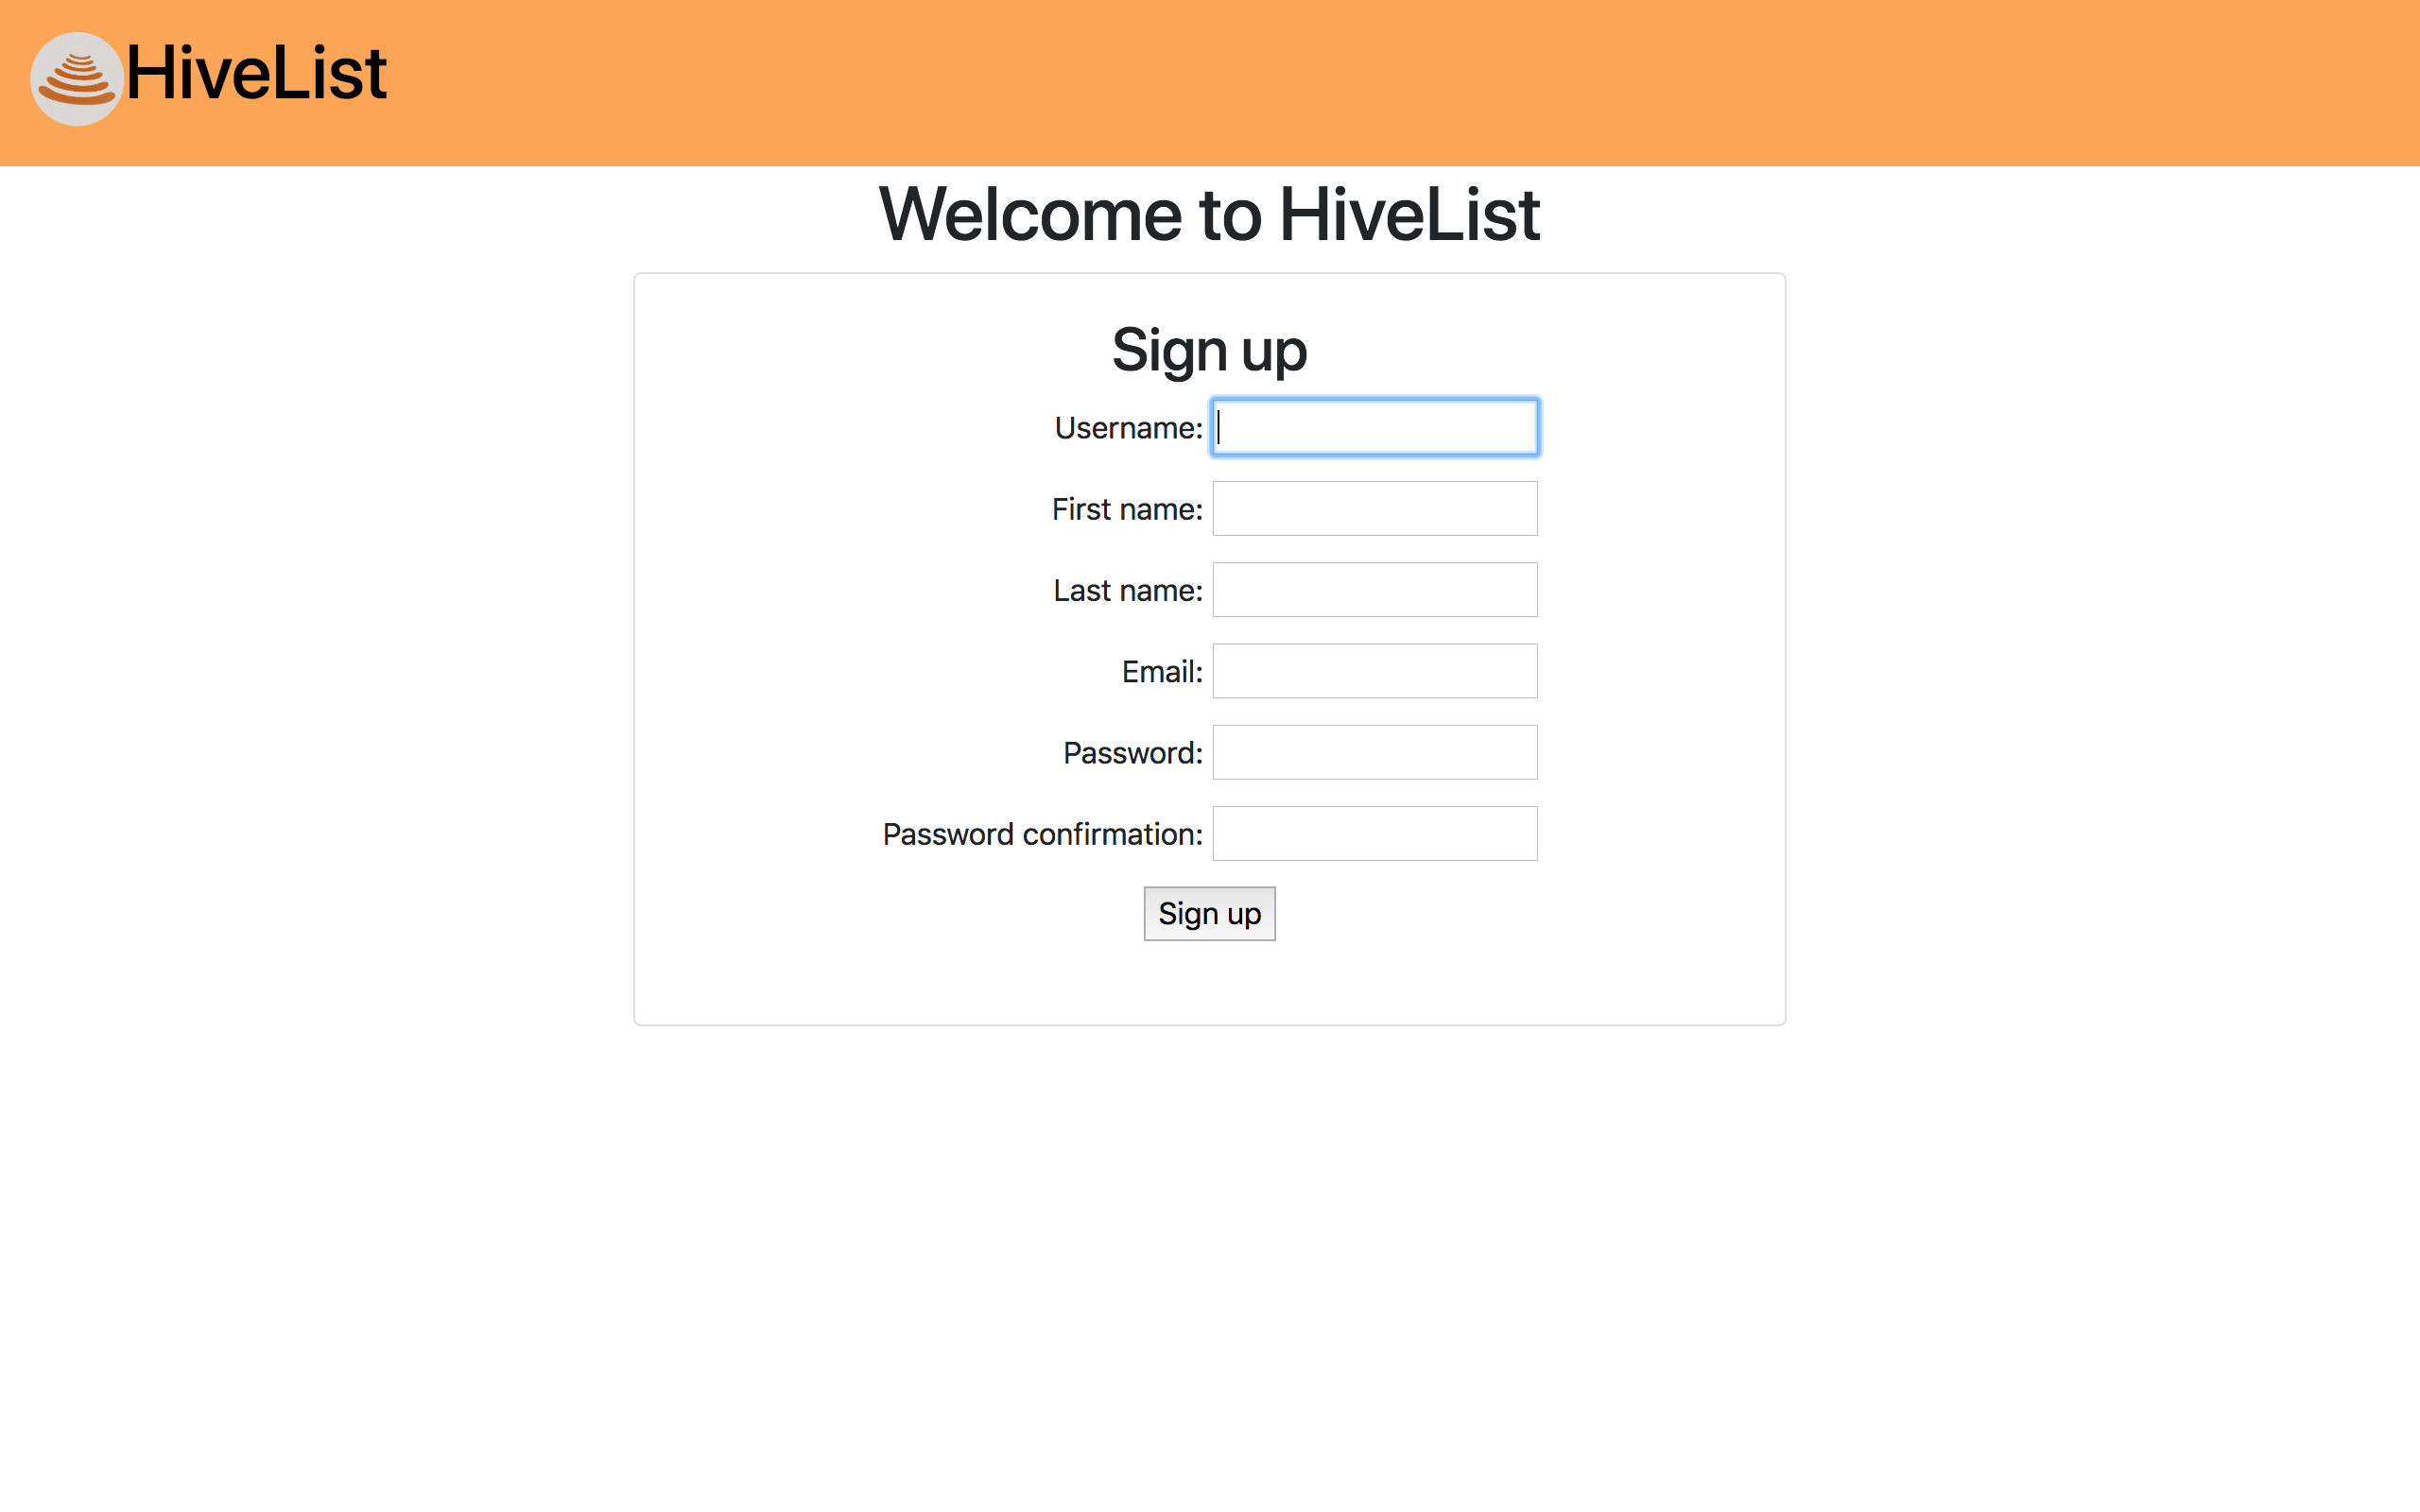 HiveList
Welcome to HiveList
Sign up
Username:
First name:
Last name:
Email:
Password:
Password confirmation:
Sign up